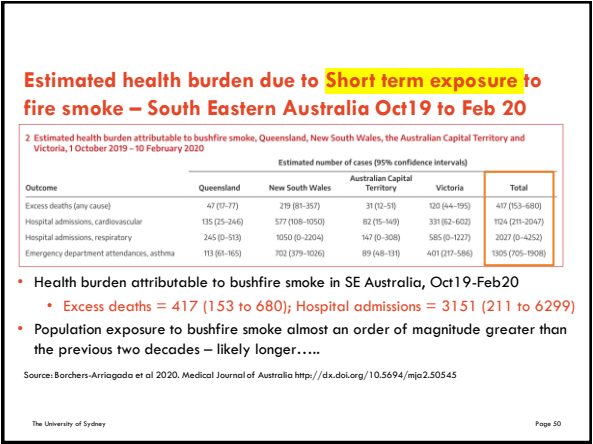 Estimated health burden due to Short term exposure to
fire smoke – South Eastern Australia Oct19 to Feb 20
2 Estimated health burden attributable to bushfire smoke, Queensland, New South Wales, the Australian Capital Territory and
Victoria, 1 October 2019 – 10 February 2020
Estimated number of cases (95% confidence intervals)
Outcome Queensland New South Wales Australian Capital Territory Victoria Total
Excess deaths (any cause) 47 (17–77) 219 (81–357) 31 (12–51) 120 (44–195) 417 (153–680)
Hospital admissions, cardiovascular 135 (25–246) 577 (108–1050) 82 (15–149) 331 (62–602) 1124 (211–2047)
Hospital admissions, respiratory 245 (0–513) 1050 (0–2204) 147 (0–308) 585 (0–1227) 2027 (0–4252)
Emergency department attendances, asthma 113 (61–165) 702 (379–1026) 89 (48–131) 401 (217–586) 1305 (705–1908)
• Health burden attributable to bushfire smoke in SE Australia, Oct19-Feb20
• Excess deaths = 417 (153 to 680); Hospital admissions = 3151 (211 to 6299)
• Population exposure to bushfire smoke almost an order of magnitude greater than
the previous two decades – likely longer…..
Source: Borchers-Arriagada et al 2020. Medical Journal of Australia http://dx.doi.org/10.5694/mja2.50545
The University of Sydney
Page 50